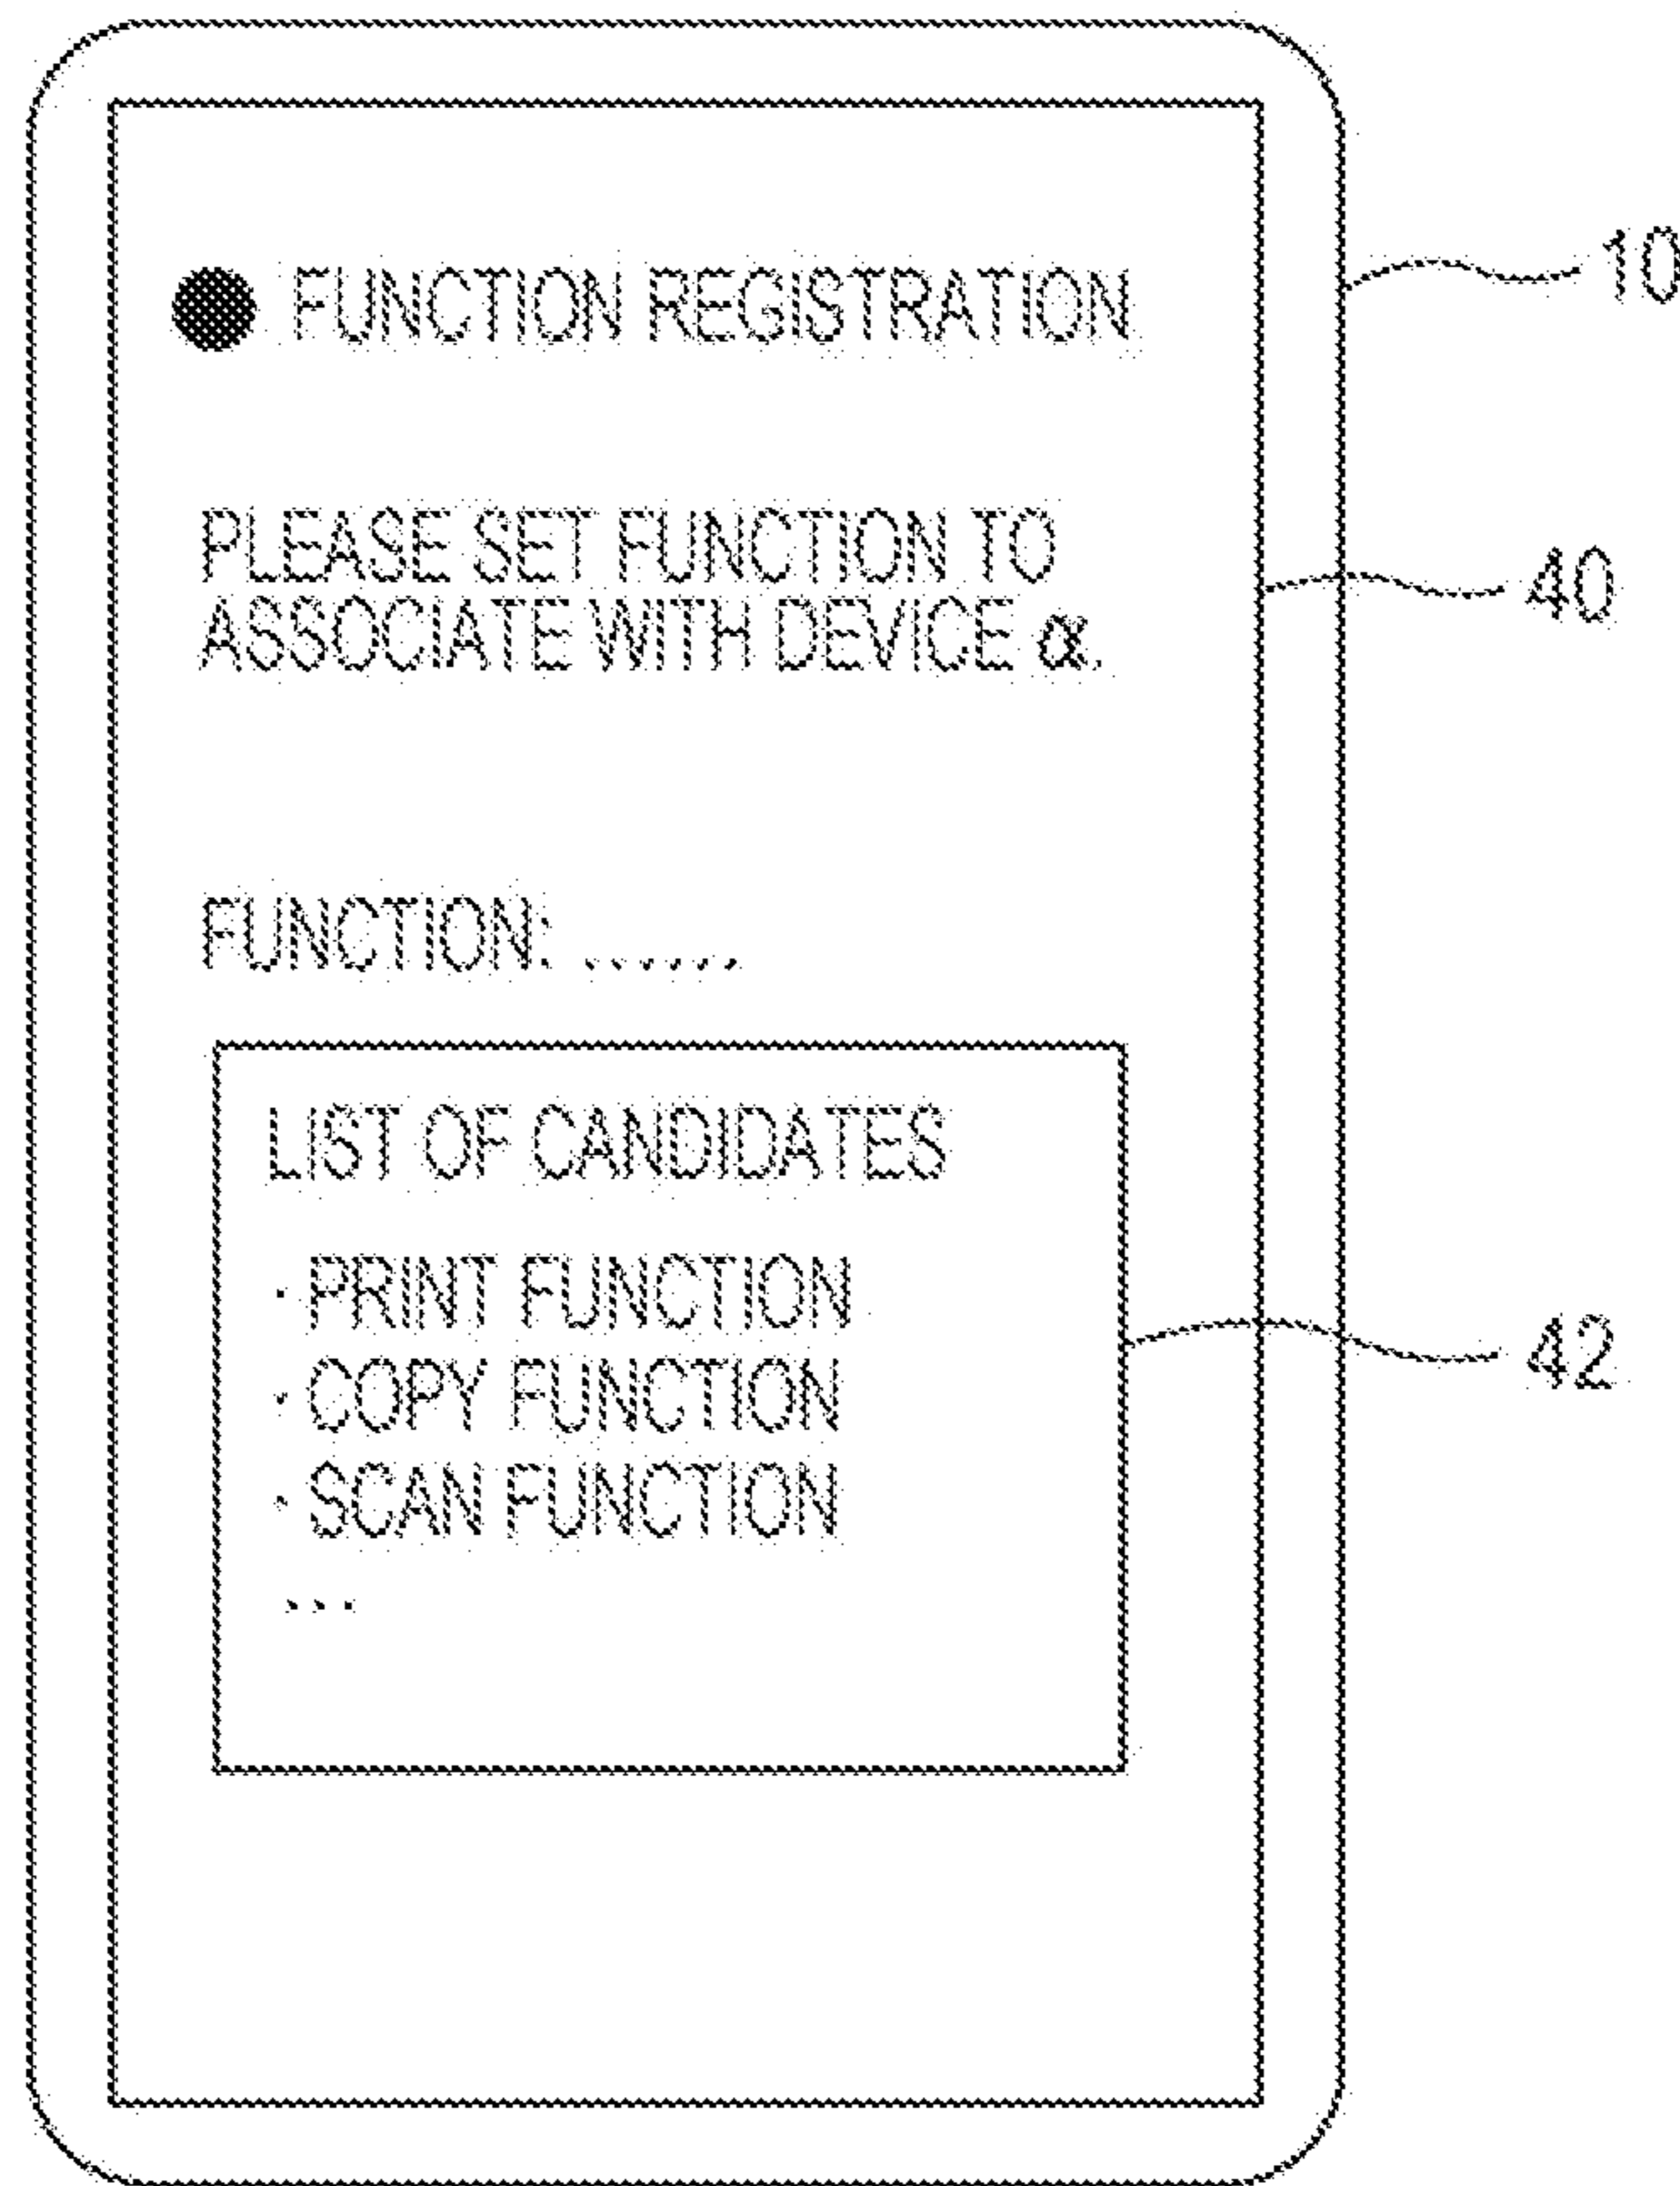 ● FUNCTION REGISTRATION
10
PLEASE SET FUNCTION TO
ASSOCIATE WITH DEVICE α.
40
FUNCTION: ......
LIST OF CANDIDATES
· PRINT FUNCTION
· COPY FUNCTION
· SCAN FUNCTION
...
42